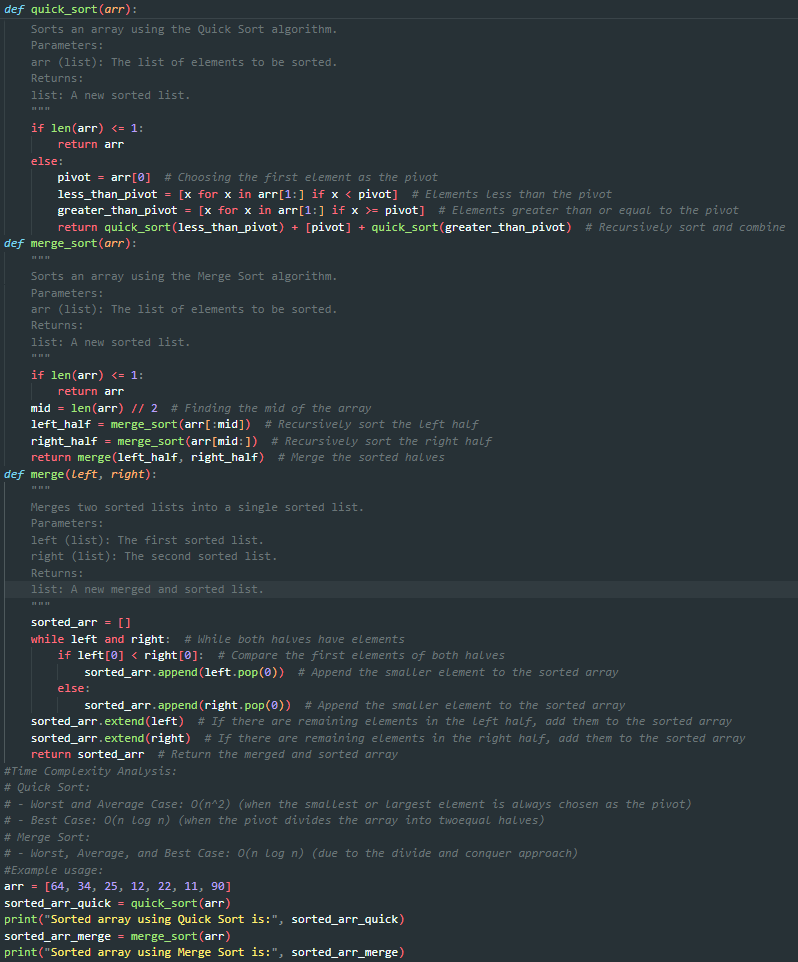 def quick_sort(arr):
    Sorts an array using the Quick Sort algorithm.
    Parameters:
    arr (list): The list of elements to be sorted.
    Returns:
    list: A new sorted list.
    """
    if len(arr) <= 1:
        return arr
    else:
        pivot = arr[0]  # Choosing the first element as the pivot
        less_than_pivot = [x for x in arr[1:] if x < pivot]  # Elements less than the pivot
        greater_than_pivot = [x for x in arr[1:] if x >= pivot]  # Elements greater than or equal to the pivot
        return quick_sort(less_than_pivot) + [pivot] + quick_sort(greater_than_pivot)  # Recursively sort and combine
def merge_sort(arr):
    """
    Sorts an array using the Merge Sort algorithm.
    Parameters:
    arr (list): The list of elements to be sorted.
    Returns:
    list: A new sorted list.
    """
    if len(arr) <= 1:
        return arr
    mid = len(arr) // 2  # Finding the mid of the array
    left_half = merge_sort(arr[:mid])  # Recursively sort the left half
    right_half = merge_sort(arr[mid:])  # Recursively sort the right half
    return merge(left_half, right_half)  # Merge the sorted halves
def merge(left, right):
    """
    Merges two sorted lists into a single sorted list.
    Parameters:
    left (list): The first sorted list.
    right (list): The second sorted list.
    Returns:
    list: A new merged and sorted list.
    """
    sorted_arr = []
    while left and right:  # While both halves have elements
        if left[0] < right[0]:  # Compare the first elements of both halves
            sorted_arr.append(left.pop(0))  # Append the smaller element to the sorted array
        else:
            sorted_arr.append(right.pop(0))  # Append the smaller element to the sorted array
    sorted_arr.extend(left)  # If there are remaining elements in the left half, add them to the sorted array
    sorted_arr.extend(right)  # If there are remaining elements in the right half, add them to the sorted array
    return sorted_arr  # Return the merged and sorted array
#Time Complexity Analysis:
# Quick Sort:
# - Worst and Average Case: O(n^2) (when the smallest or largest element is always chosen as the pivot)
# - Best Case: O(n log n) (when the pivot divides the array into twoequal halves)
# Merge Sort:
# - Worst, Average, and Best Case: O(n log n) (due to the divide and conquer approach)
#Example usage:
arr = [64, 34, 25, 12, 22, 11, 90]
sorted_arr_quick = quick_sort(arr)
print("Sorted array using Quick Sort is:", sorted_arr_quick)
sorted_arr_merge = merge_sort(arr)
print("Sorted array using Merge Sort is:", sorted_arr_merge)